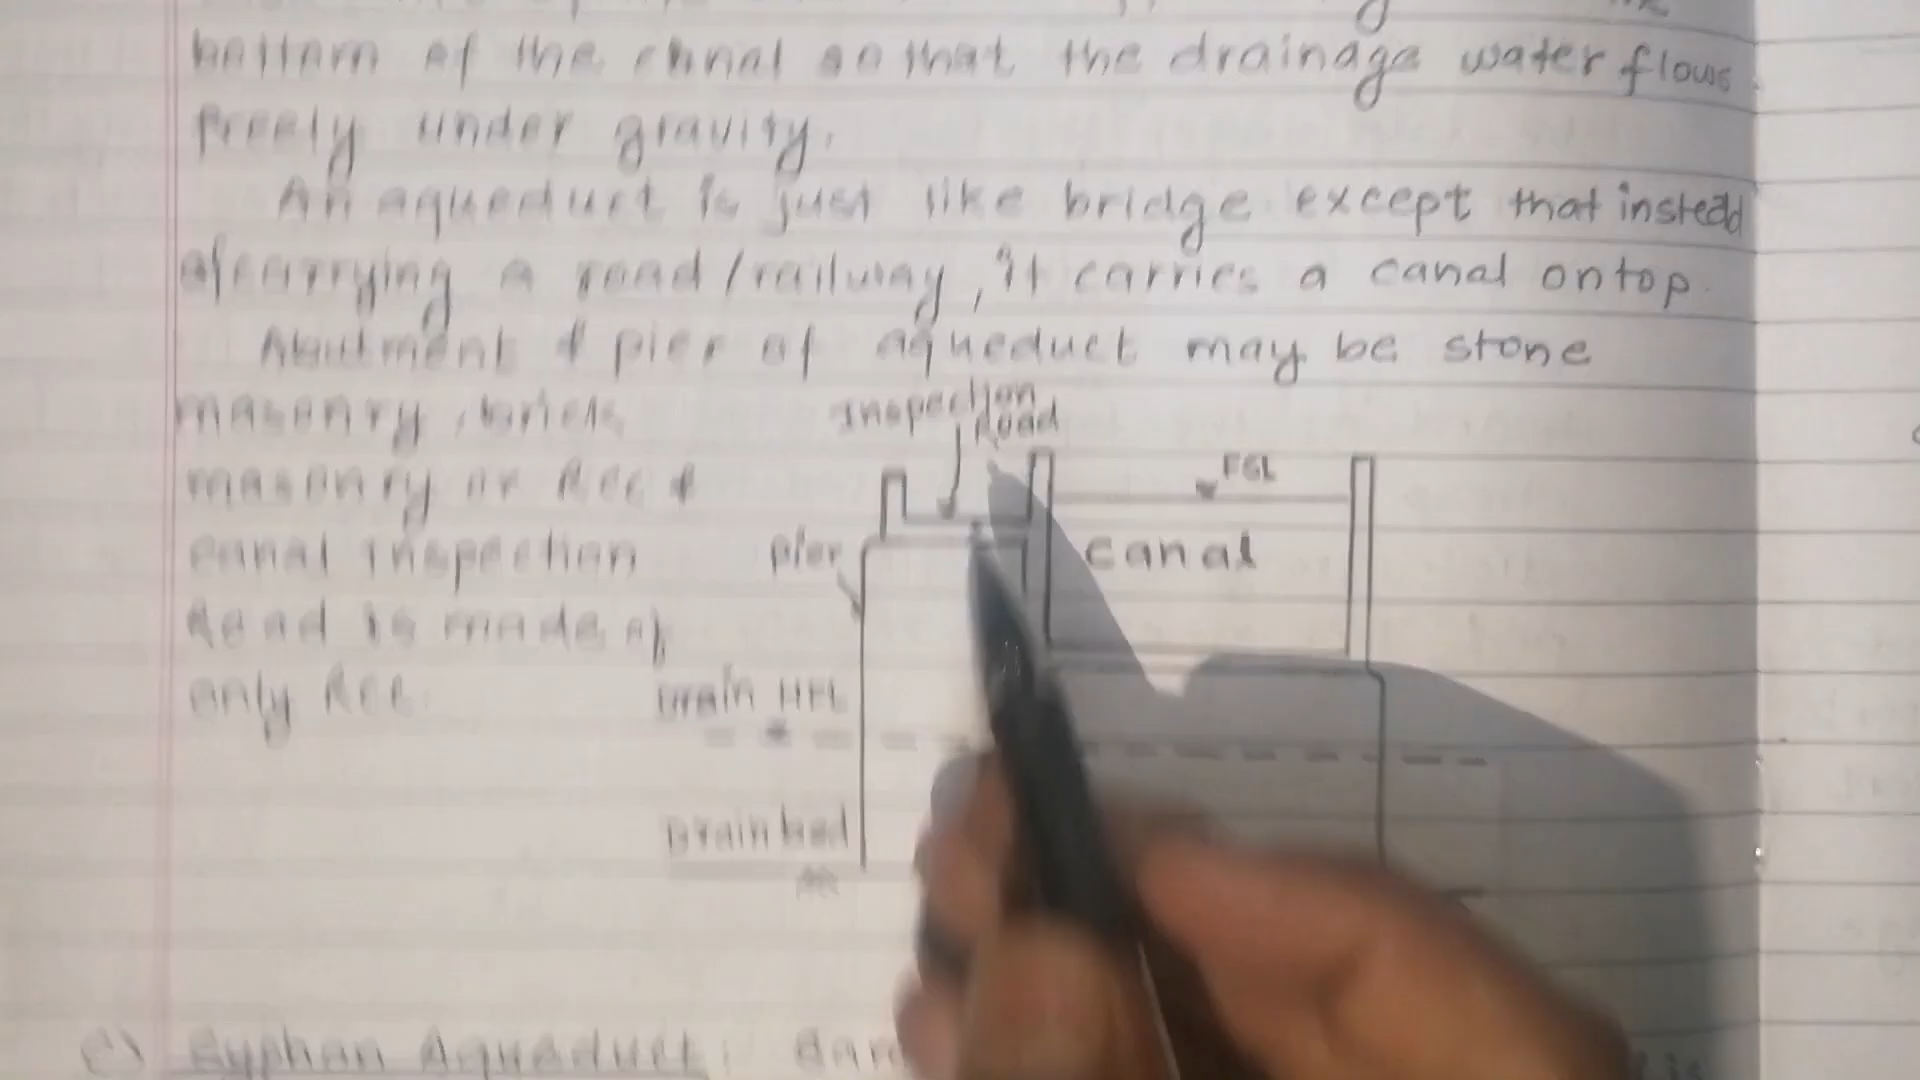 bottom of the canal so that the drainage water flows
freely under gravity.
An aqueduct is just like bridge except that instead
of carrying a road/railway, it carries a canal on top.
Abutment & pier of aqueduct may be stone
masonry, brick
masonry or RCC &
canal inspection
Road is made of
only RCC.
Inspection
Road
FSL
pier
canal
Drain HFL
Drain bed
c) Syphon Aqueduct:
is